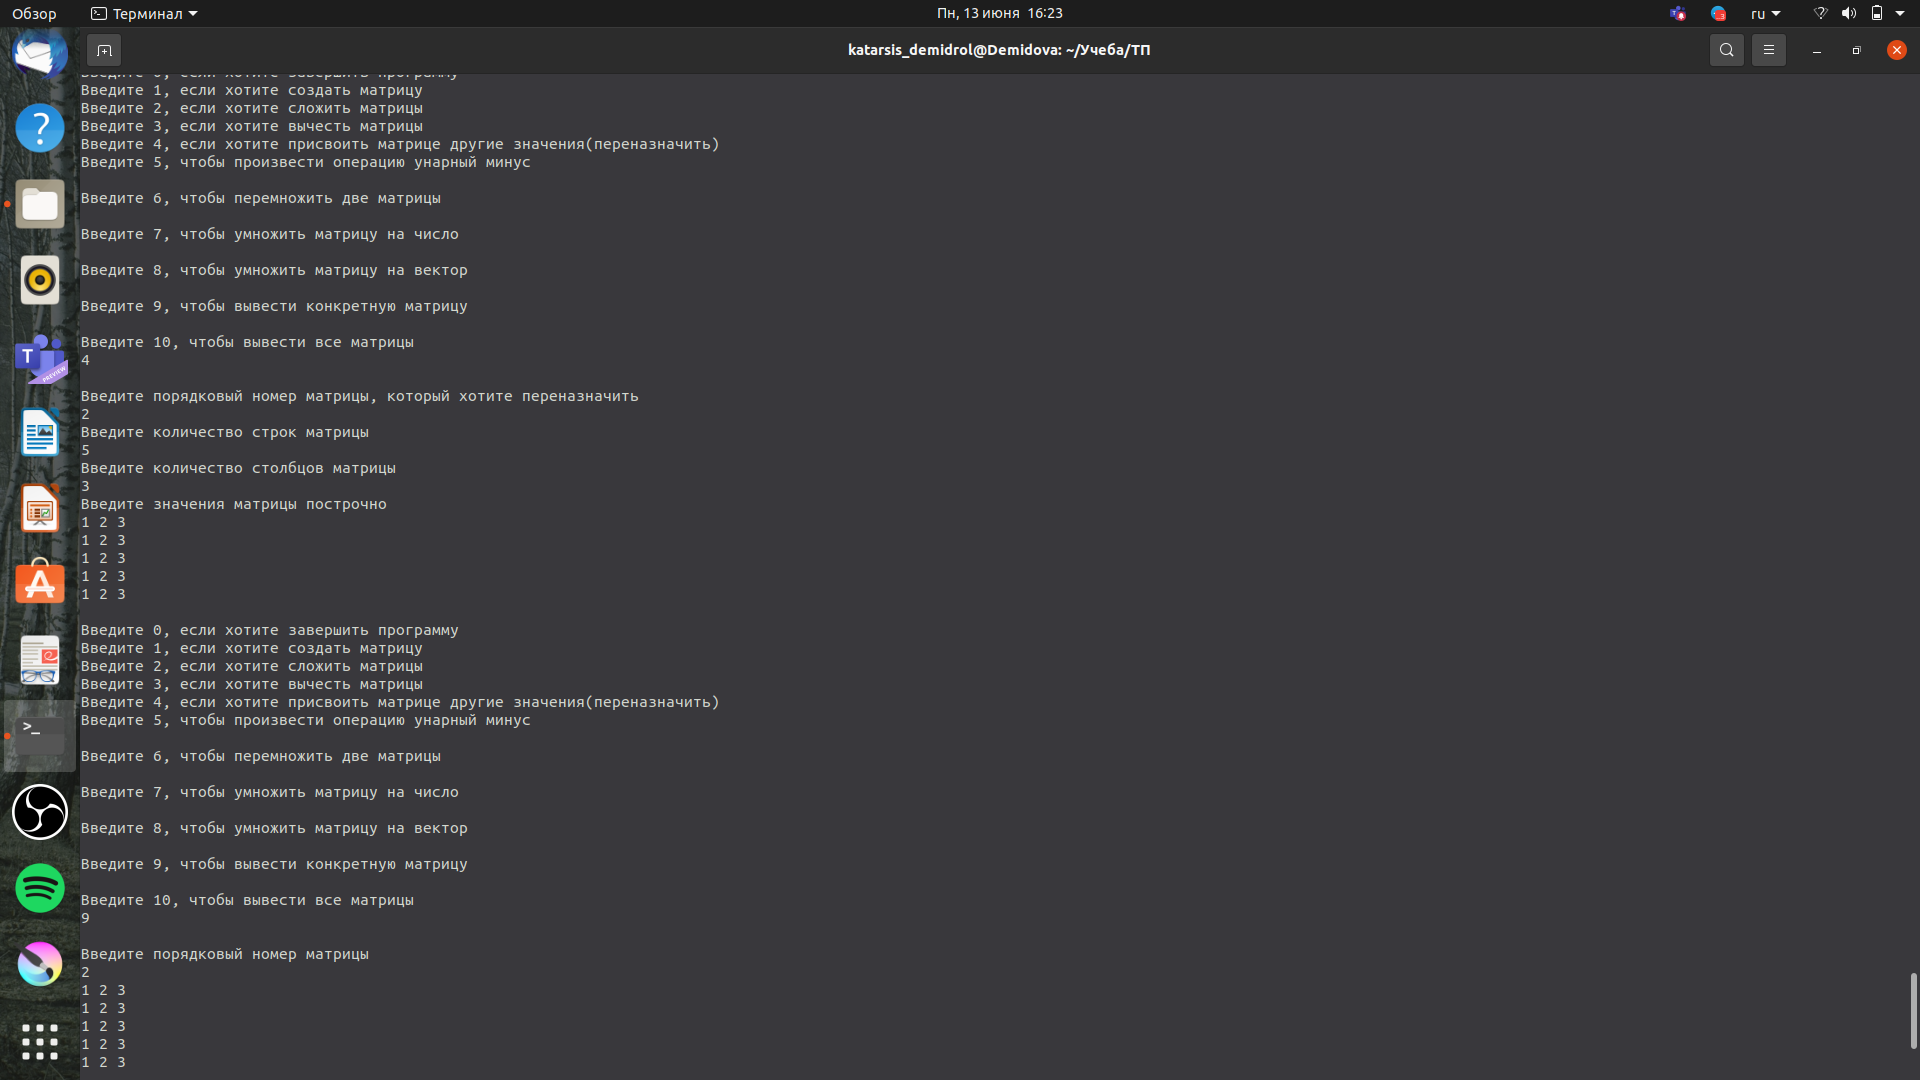 Обзор Терминал Пн, 13 июня 16:23 ru
katarsis_demidrol@Demidova: ~/Учеба/ТП
Введите 0, если хотите завершить программу
Введите 1, если хотите создать матрицу
Введите 2, если хотите сложить матрицы
Введите 3, если хотите вычесть матрицы
Введите 4, если хотите присвоить матрице другие значения(переназначить)
Введите 5, чтобы произвести операцию унарный минус
Введите 6, чтобы перемножить две матрицы
Введите 7, чтобы умножить матрицу на число
Введите 8, чтобы умножить матрицу на вектор
Введите 9, чтобы вывести конкретную матрицу
Введите 10, чтобы вывести все матрицы
4
Введите порядковый номер матрицы, который хотите переназначить
2
Введите количество строк матрицы
5
Введите количество столбцов матрицы
3
Введите значения матрицы построчно
1 2 3
1 2 3
1 2 3
1 2 3
1 2 3
Введите 0, если хотите завершить программу
Введите 1, если хотите создать матрицу
Введите 2, если хотите сложить матрицы
Введите 3, если хотите вычесть матрицы
Введите 4, если хотите присвоить матрице другие значения(переназначить)
Введите 5, чтобы произвести операцию унарный минус
Введите 6, чтобы перемножить две матрицы
Введите 7, чтобы умножить матрицу на число
Введите 8, чтобы умножить матрицу на вектор
Введите 9, чтобы вывести конкретную матрицу
Введите 10, чтобы вывести все матрицы
9
Введите порядковый номер матрицы
2
1 2 3
1 2 3
1 2 3
1 2 3
1 2 3